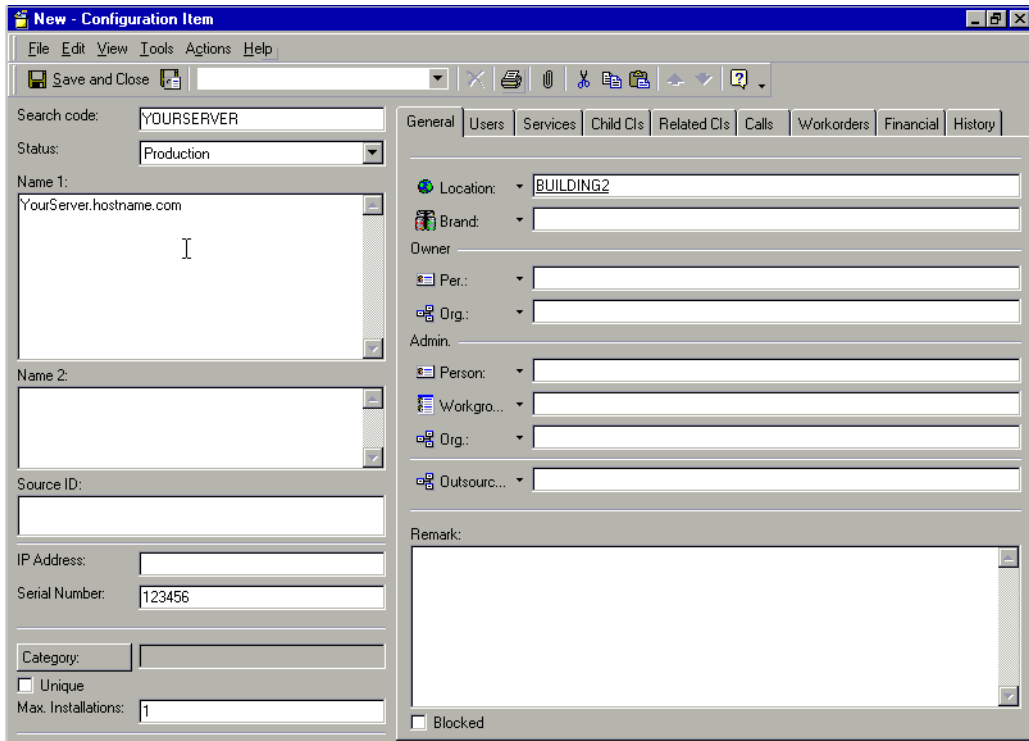 New - Configuration Item
File Edit View Tools Actions Help
Save and Close
Search code: YOURSERVER
Status: Production
Name 1:
YourServer.hostname.com
Name 2:
Source ID:
IP Address:
Serial Number: 123456
Category:
Unique
Max. Installations: 1
General Users Services Child CIs Related CIs Calls Workorders Financial History
Location: BUILDING2
Brand:
Owner
Per.:
Org.:
Admin.
Person:
Workgro...
Org.:
Outsourc...
Remark:
Blocked